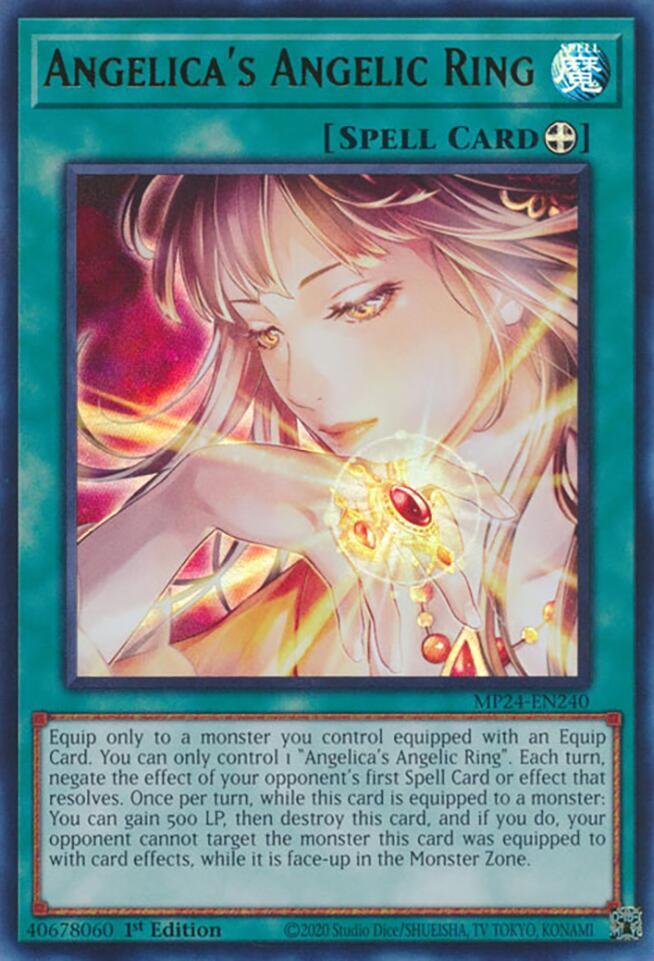 ANGELICA'S ANGELIC RING
SPELL
魔
[SPELL CARD]
MP24-EN240
Equip only to a monster you control equipped with an Equip
Card. You can only control 1 "Angelica's Angelic Ring". Each turn,
negate the effect of your opponent's first Spell Card or effect that
resolves. Once per turn, while this card is equipped to a monster:
You can gain 500 LP, then destroy this card, and if you do, your
opponent cannot target the monster this card was equipped to
with card effects, while it is face-up in the Monster Zone.
40678060 1st Edition
©2020 Studio Dice/SHUEISHA, TV TOKYO, KONAMI